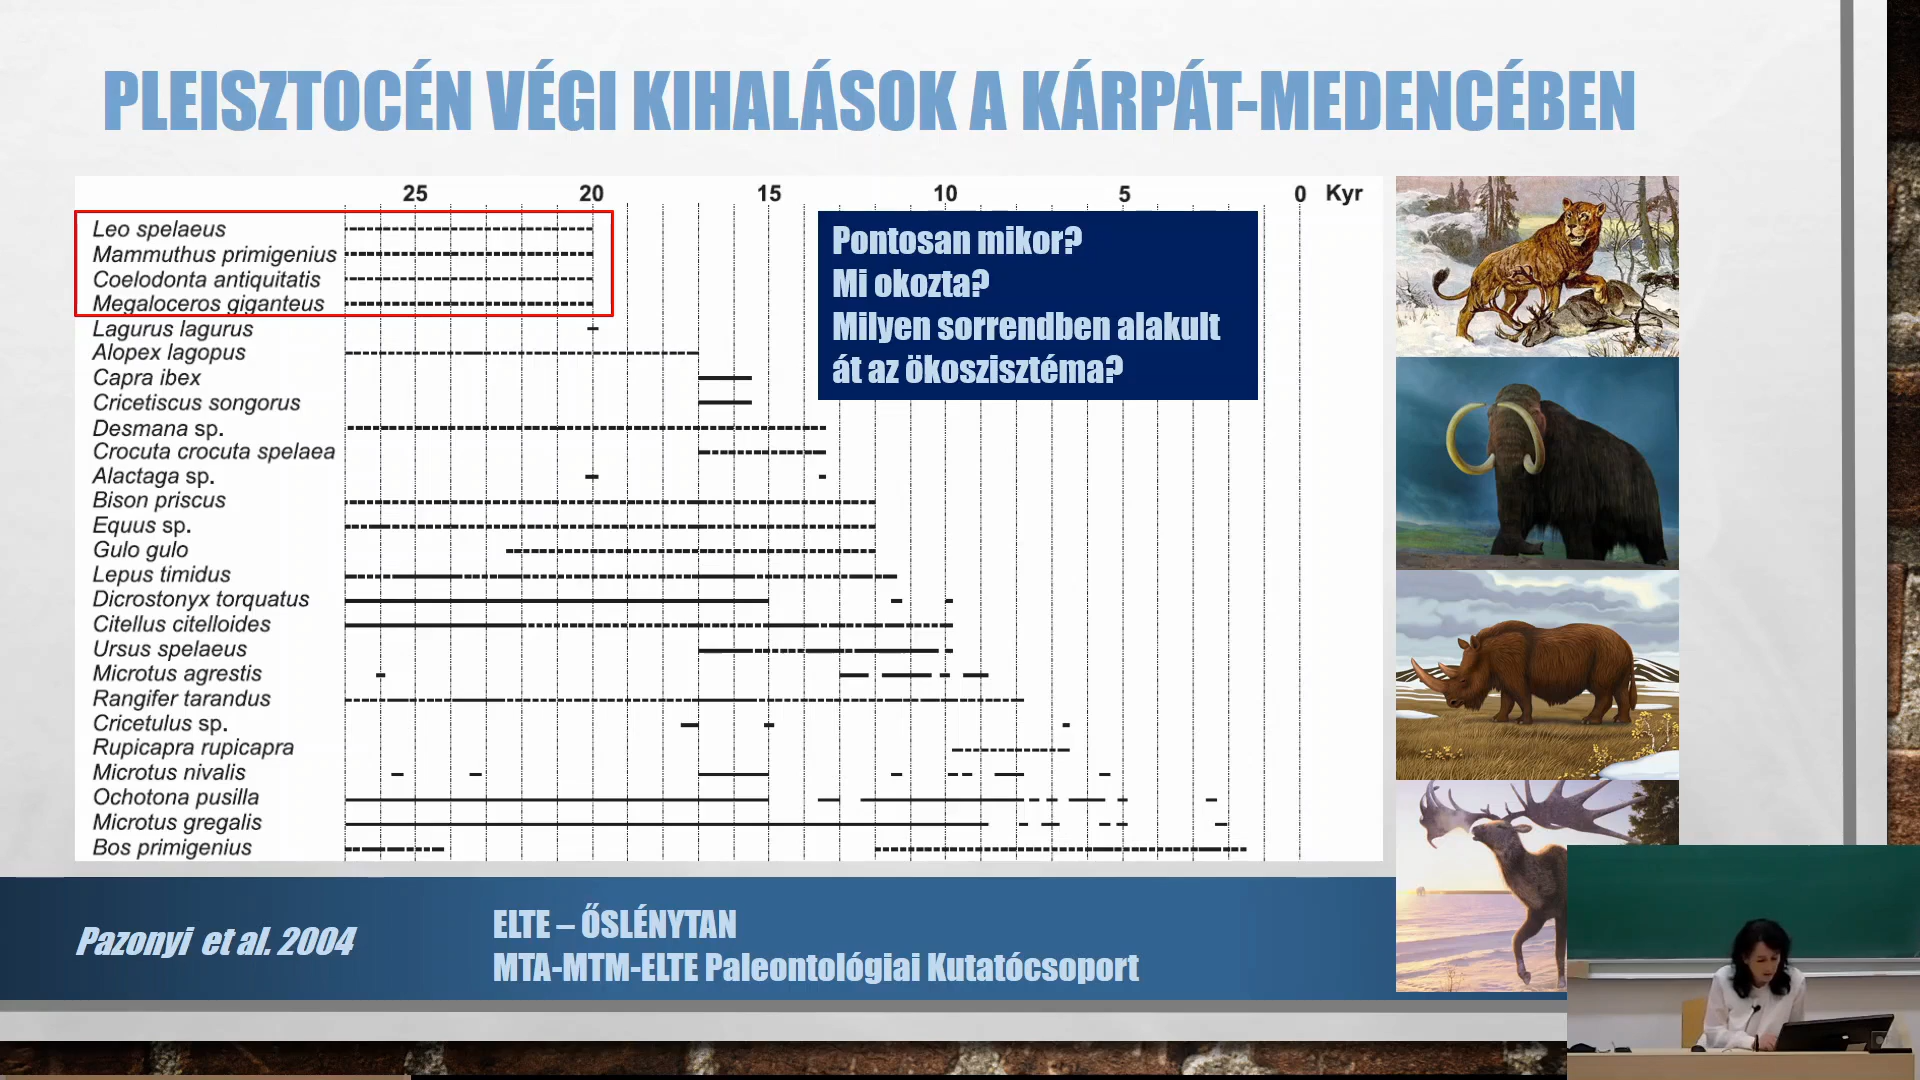 PLEISZTOCÉN VÉGI KIHALÁSOK A KÁRPÁT-MEDENCÉBEN
25 20 15 10 5 0 Kyr
Leo spelaeus
Mammuthus primigenius
Coelodonta antiquitatis
Megaloceros giganteus
Lagurus lagurus
Alopex lagopus
Capra ibex
Cricetiscus songorus
Desmana sp.
Crocuta crocuta spelaea
Alactaga sp.
Bison priscus
Equus sp.
Gulo gulo
Lepus timidus
Dicrostonyx torquatus
Citellus citelloides
Ursus spelaeus
Microtus agrestis
Rangifer tarandus
Cricetulus sp.
Rupicapra rupicapra
Microtus nivalis
Ochotona pusilla
Microtus gregalis
Bos primigenius
Pontosan mikor?
Mi okozta?
Milyen sorrendben alakult
át az ökoszisztéma?
Pazonyi et al. 2004
ELTE – ŐSLÉNYTAN
MTA-MTM-ELTE Paleontológiai Kutatócsoport